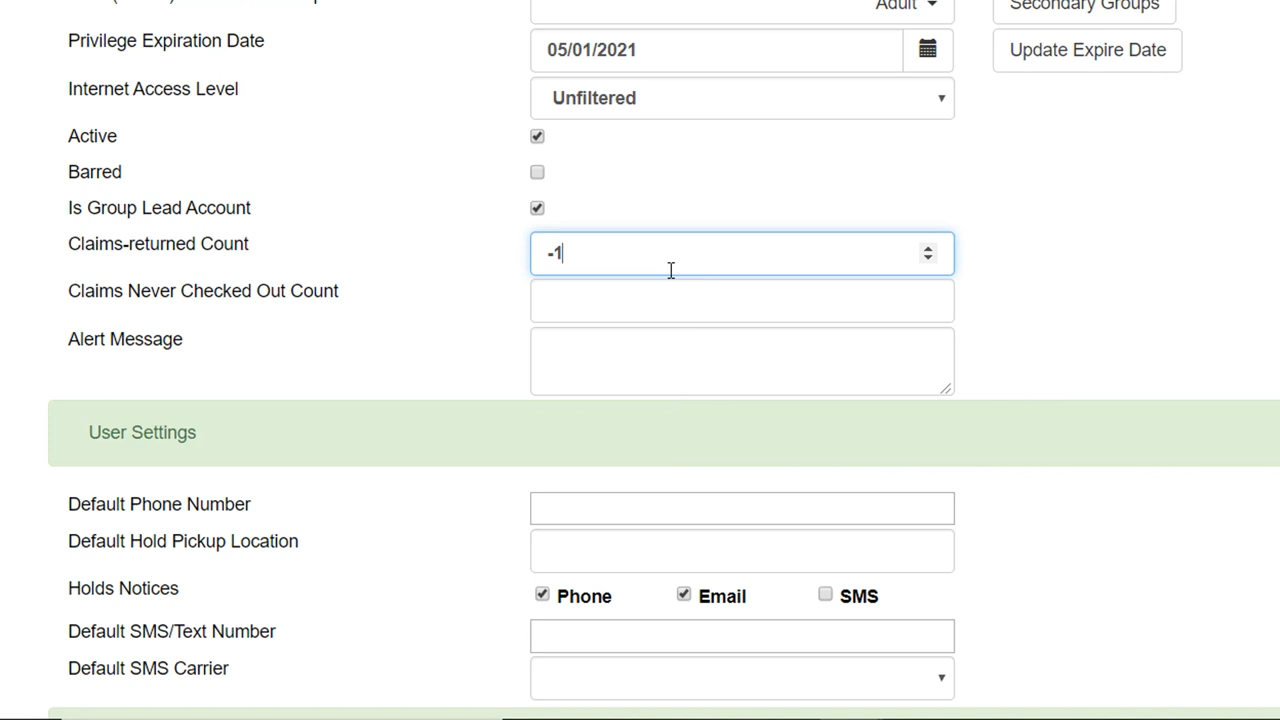 Adult
Secondary Groups
Privilege Expiration Date
05/01/2021
Update Expire Date
Internet Access Level
Unfiltered
Active
Barred
Is Group Lead Account
Claims-returned Count
-1
Claims Never Checked Out Count
Alert Message
User Settings
Default Phone Number
Default Hold Pickup Location
Holds Notices
Phone
Email
SMS
Default SMS/Text Number
Default SMS Carrier